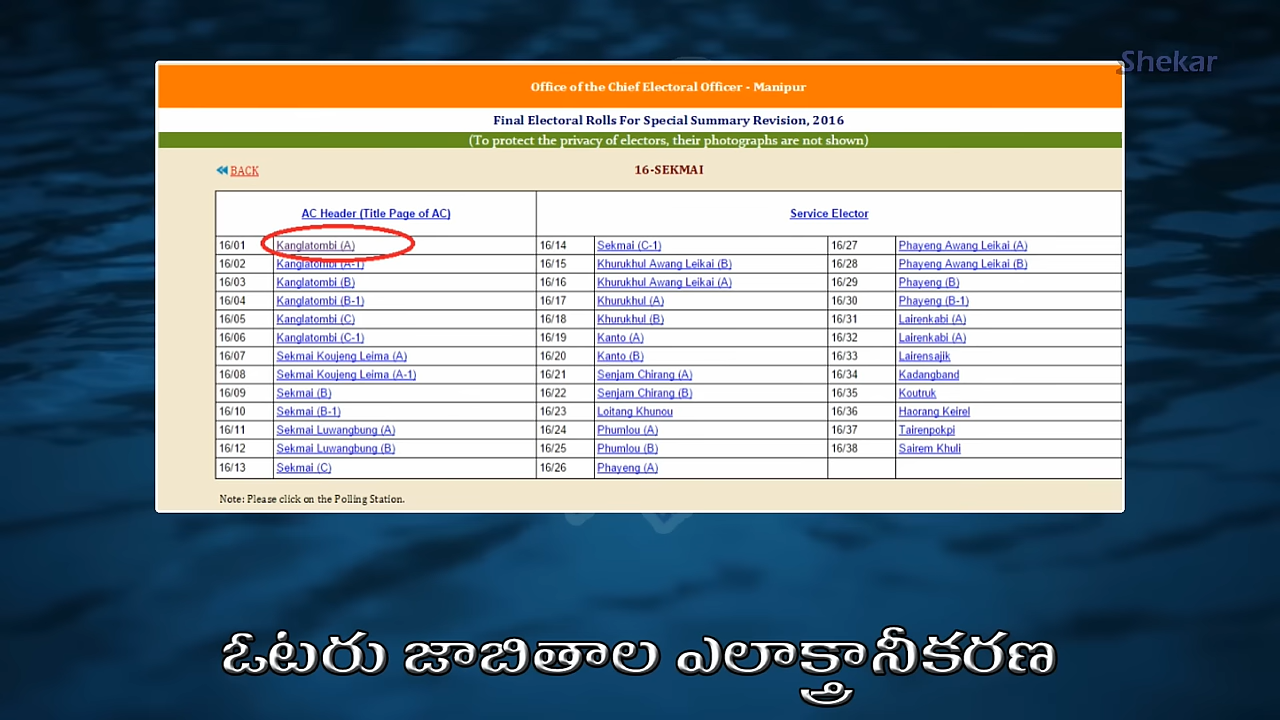 Shekar
Office of the Chief Electoral Officer - Manipur
Final Electoral Rolls For Special Summary Revision, 2016
(To protect the privacy of electors, their photographs are not shown)
BACK 16-SEKMAI
AC Header (Title Page of AC) Service Elector
16/01 Kanglatombi (A) 16/14 Sekmai (C-1) 16/27 Phayeng Awang Leikai (A)
16/02 Kanglatombi (A-1) 16/15 Khurukhul Awang Leikai (B) 16/28 Phayeng Awang Leikai (B)
16/03 Kanglatombi (B) 16/16 Khurukhul Awang Leikai (A) 16/29 Phayeng (B)
16/04 Kanglatombi (B-1) 16/17 Khurukhul (A) 16/30 Phayeng (B-1)
16/05 Kanglatombi (C) 16/18 Khurukhul (B) 16/31 Lairenkabi (A)
16/06 Kanglatombi (C-1) 16/19 Kanto (A) 16/32 Lairenkabi (A)
16/07 Sekmai Koujeng Leima (A) 16/20 Kanto (B) 16/33 Lairensajik
16/08 Sekmai Koujeng Leima (A-1) 16/21 Senjam Chirang (A) 16/34 Kadangband
16/09 Sekmai (B) 16/22 Senjam Chirang (B) 16/35 Koutruk
16/10 Sekmai (B-1) 16/23 Loitang Khunou 16/36 Haorang Keirel
16/11 Sekmai Luwangbung (A) 16/24 Phumlou (A) 16/37 Tairenpokpi
16/12 Sekmai Luwangbung (B) 16/25 Phumlou (B) 16/38 Sairem Khuli
16/13 Sekmai (C) 16/26 Phayeng (A)
Note: Please click on the Polling Station.
ఓటరు జాబితాల ఎలాక్త్రానీకరణ